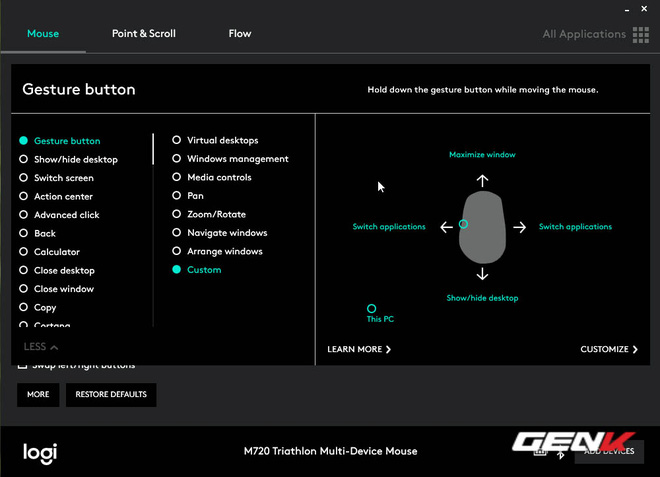 Mouse
Point & Scroll
Flow
All Applications
Gesture button
Hold down the gesture button while moving the mouse.
Gesture button
Show/hide desktop
Switch screen
Action center
Advanced click
Back
Calculator
Close desktop
Close window
Copy
Cortana
LESS
Virtual desktops
Windows management
Media controls
Pan
Zoom/Rotate
Navigate windows
Arrange windows
Custom
Maximize window
Switch applications
Switch applications
Show/hide desktop
This PC
LEARN MORE
CUSTOMIZE
Swap left/right buttons
MORE
RESTORE DEFAULTS
logi
M720 Triathlon Multi-Device Mouse
GENK
ADD DEVICES